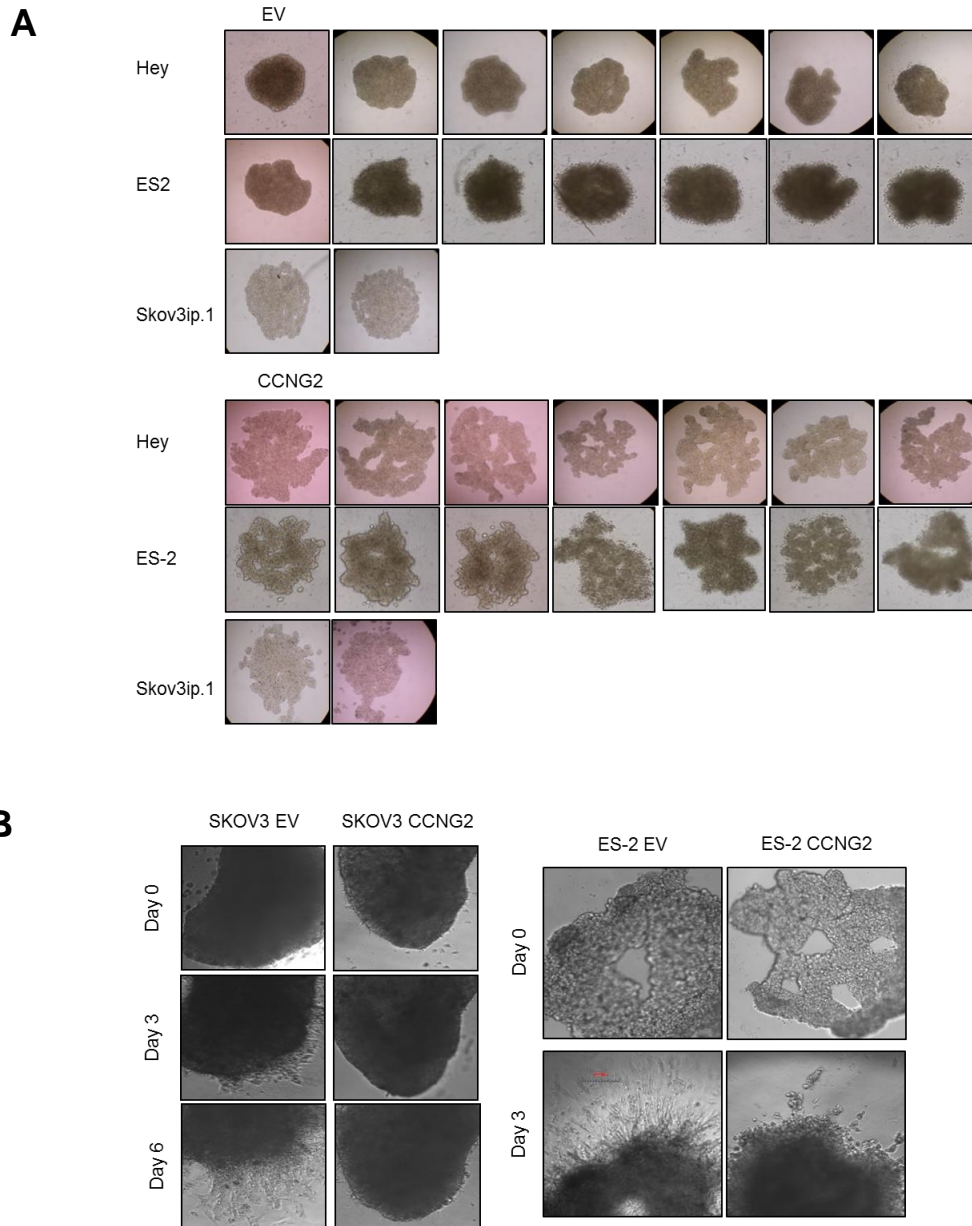 A
EV
Hey
ES2
Skov3ip.1
CCNG2
Hey
ES-2
Skov3ip.1
B
SKOV3 EV SKOV3 CCNG2
Day 0
Day 3
Day 6
ES-2 EV ES-2 CCNG2
Day 0
Day 3